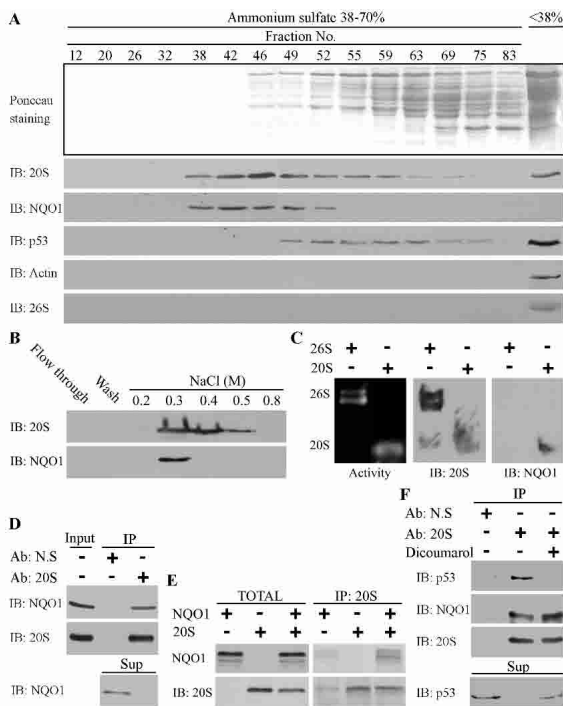 A
Ammonium sulfate 38-70% <38%
Fraction No.
12 20 26 32 38 42 46 49 52 55 59 63 69 75 83
Ponceau
staining
IB: 20S
IB: NQO1
IB: p53
IB: Actin
IB: 26S
B
Flow through
Wash
NaCl (M)
0.2 0.3 0.4 0.5 0.8
IB: 20S
IB: NQO1
C
26S + - + - + -
20S - + - + - +
26S
20S
Activity IB: 20S IB: NQO1
D
Input IP
Ab: N.S - + -
Ab: 20S - - +
IB: NQO1
IB: 20S
Sup
IB: NQO1
E
TOTAL IP: 20S
NQO1 + - + + - +
20S - + + - + +
NQO1
IB: 20S
F
IP
Ab: N.S + - -
Ab: 20S - + +
Dicoumarol - - +
IB: p53
IB: NQO1
IB: 20S
Sup
IB: p53